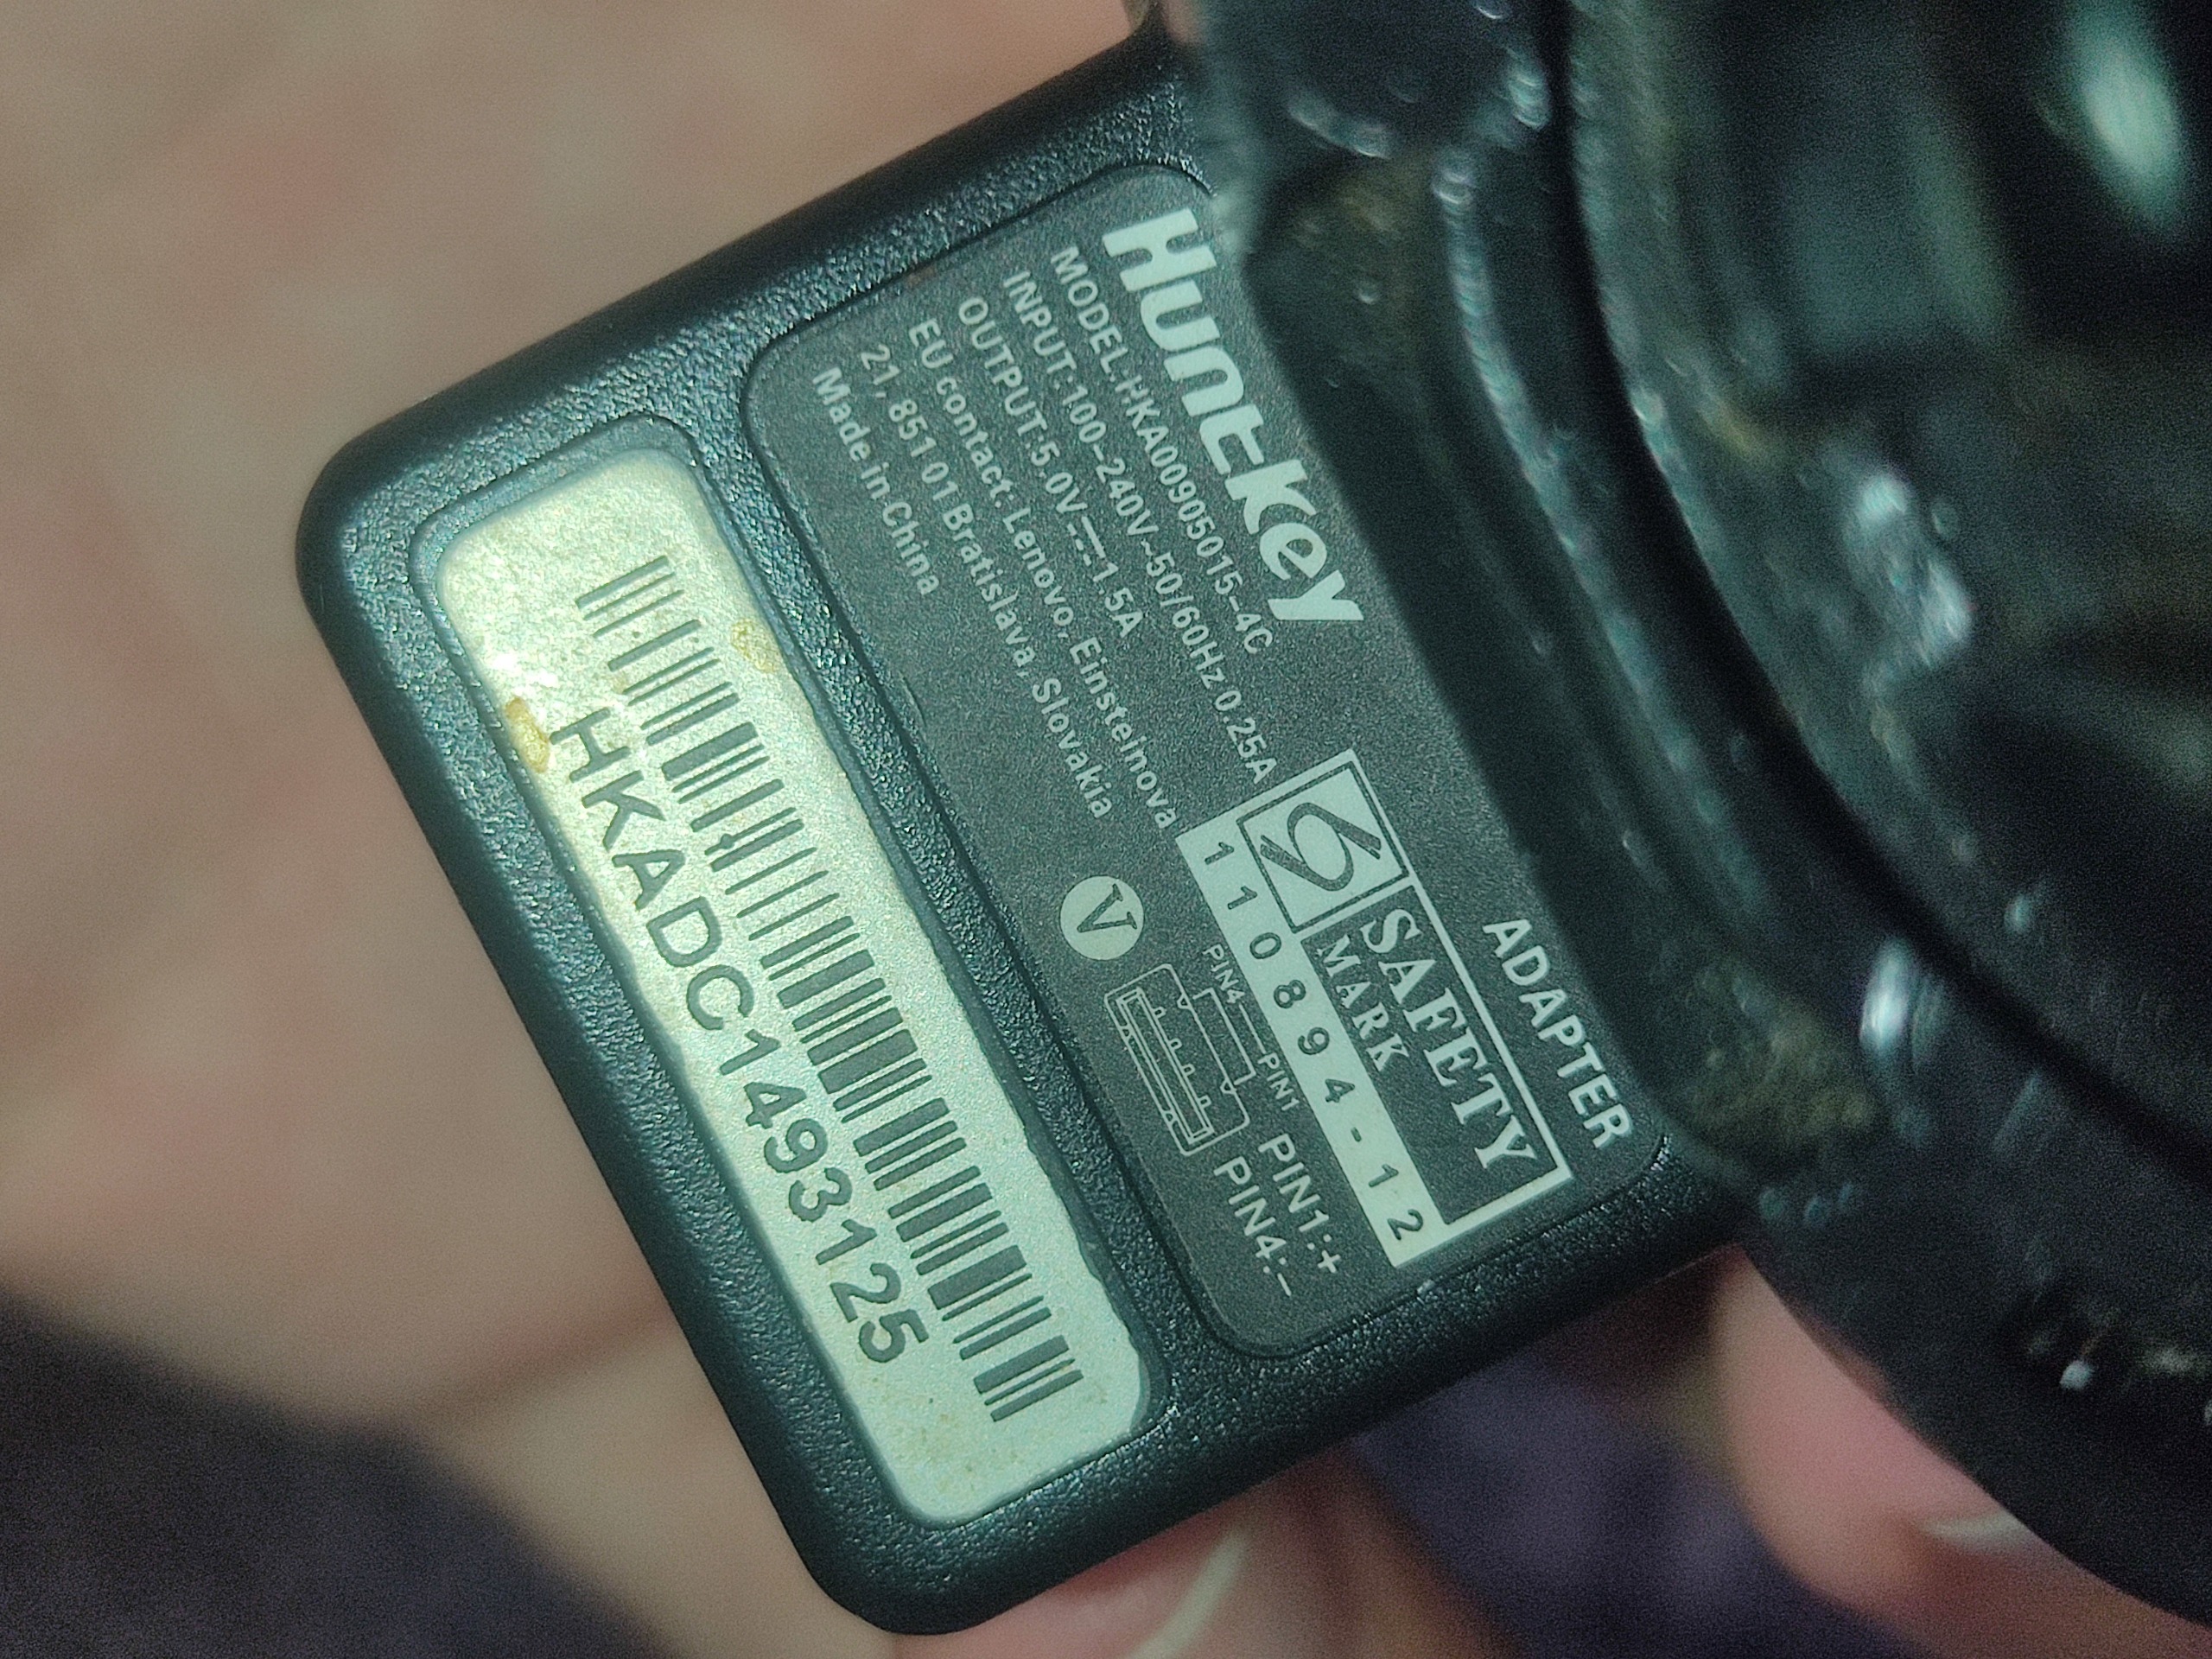 Huntkey
ADAPTER
MODEL:HKA00905015-4C
INPUT:100-240V~50/60Hz 0.25A
OUTPUT:5.0V⎓1.5A
EU contact: Lenovo, Einsteinova
21, 851 01 Bratislava, Slovakia
Made in China
SAFETY
MARK
110894-12
V
PIN4
PIN1
PIN1:+
PIN4:-
HKADC1493125